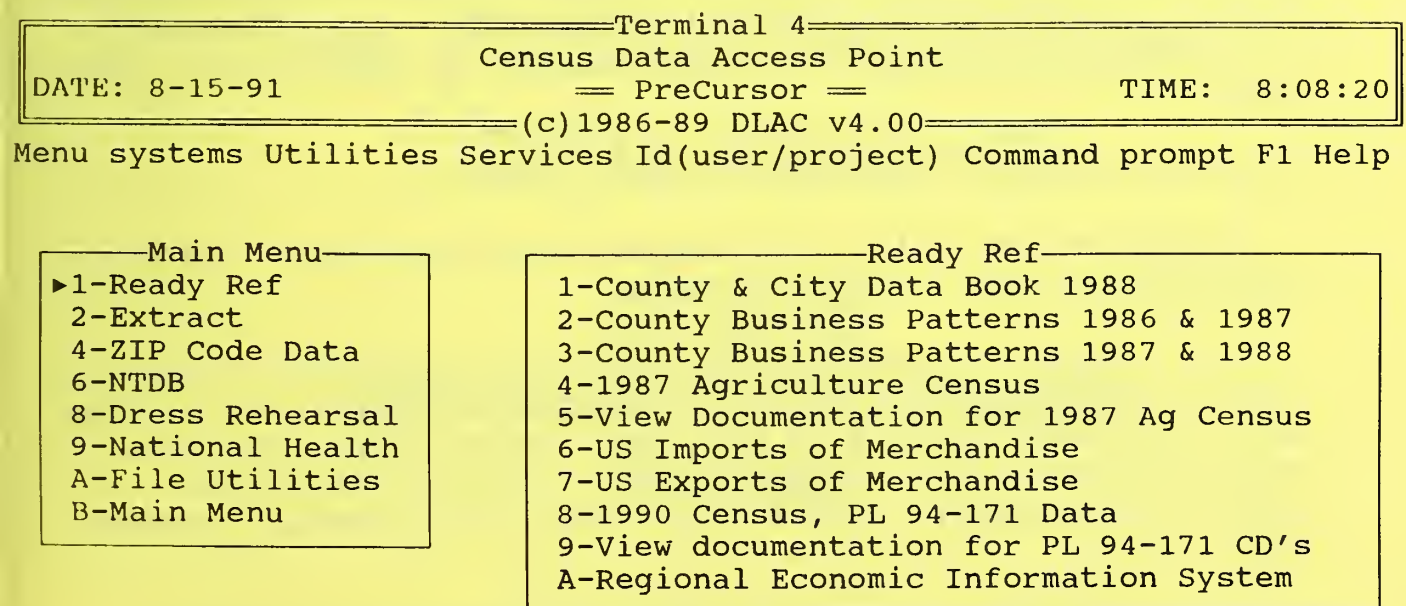 Terminal 4
Census Data Access Point
DATE: 8-15-91 == PreCursor == TIME: 8:08:20
(c)1986-89 DLAC v4.00
Menu systems Utilities Services Id(user/project) Command prompt F1 Help
Main Menu
►1-Ready Ref
2-Extract
4-ZIP Code Data
6-NTDB
8-Dress Rehearsal
9-National Health
A-File Utilities
B-Main Menu
Ready Ref
1-County & City Data Book 1988
2-County Business Patterns 1986 & 1987
3-County Business Patterns 1987 & 1988
4-1987 Agriculture Census
5-View Documentation for 1987 Ag Census
6-US Imports of Merchandise
7-US Exports of Merchandise
8-1990 Census, PL 94-171 Data
9-View documentation for PL 94-171 CD's
A-Regional Economic Information System